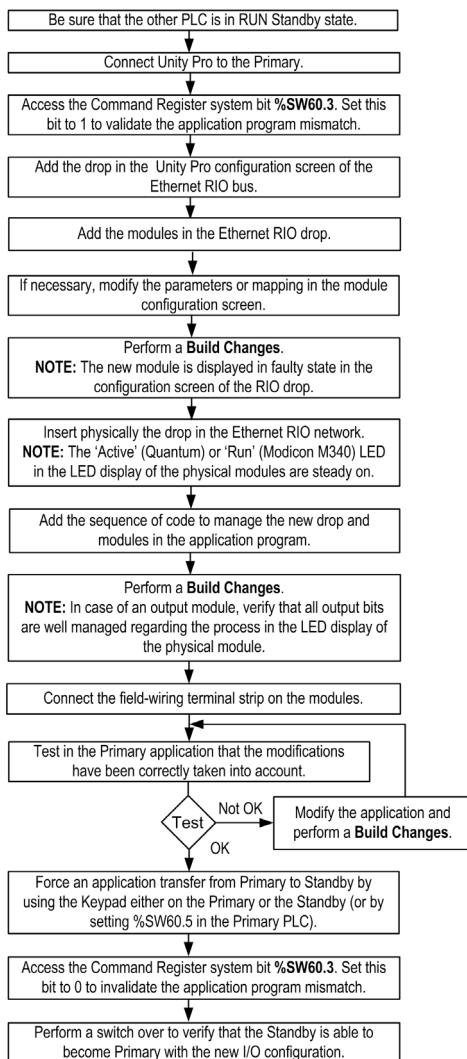 Be sure that the other PLC is in RUN Standby state.
Connect Unity Pro to the Primary.
Access the Command Register system bit %SW60.3. Set this
bit to 1 to validate the application program mismatch.
Add the drop in the Unity Pro configuration screen of the
Ethernet RIO bus.
Add the modules in the Ethernet RIO drop.
If necessary, modify the parameters or mapping in the module
configuration screen.
Perform a Build Changes.
NOTE: The new module is displayed in faulty state in the
configuration screen of the RIO drop.
Insert physically the drop in the Ethernet RIO network.
NOTE: The ‘Active’ (Quantum) or ‘Run’ (Modicon M340) LED
in the LED display of the physical modules are steady on.
Add the sequence of code to manage the new drop and
modules in the application program.
Perform a Build Changes.
NOTE: In case of an output module, verify that all output bits
are well managed regarding the process in the LED display of
the physical module.
Connect the field-wiring terminal strip on the modules.
Test in the Primary application that the modifications
have been correctly taken into account.
Test
Not OK
Modify the application and
perform a Build Changes.
OK
Force an application transfer from Primary to Standby by
using the Keypad either on the Primary or the Standby (or by
setting %SW60.5 in the Primary PLC).
Access the Command Register system bit %SW60.3. Set this
bit to 0 to invalidate the application program mismatch.
Perform a switch over to verify that the Standby is able to
become Primary with the new I/O configuration.